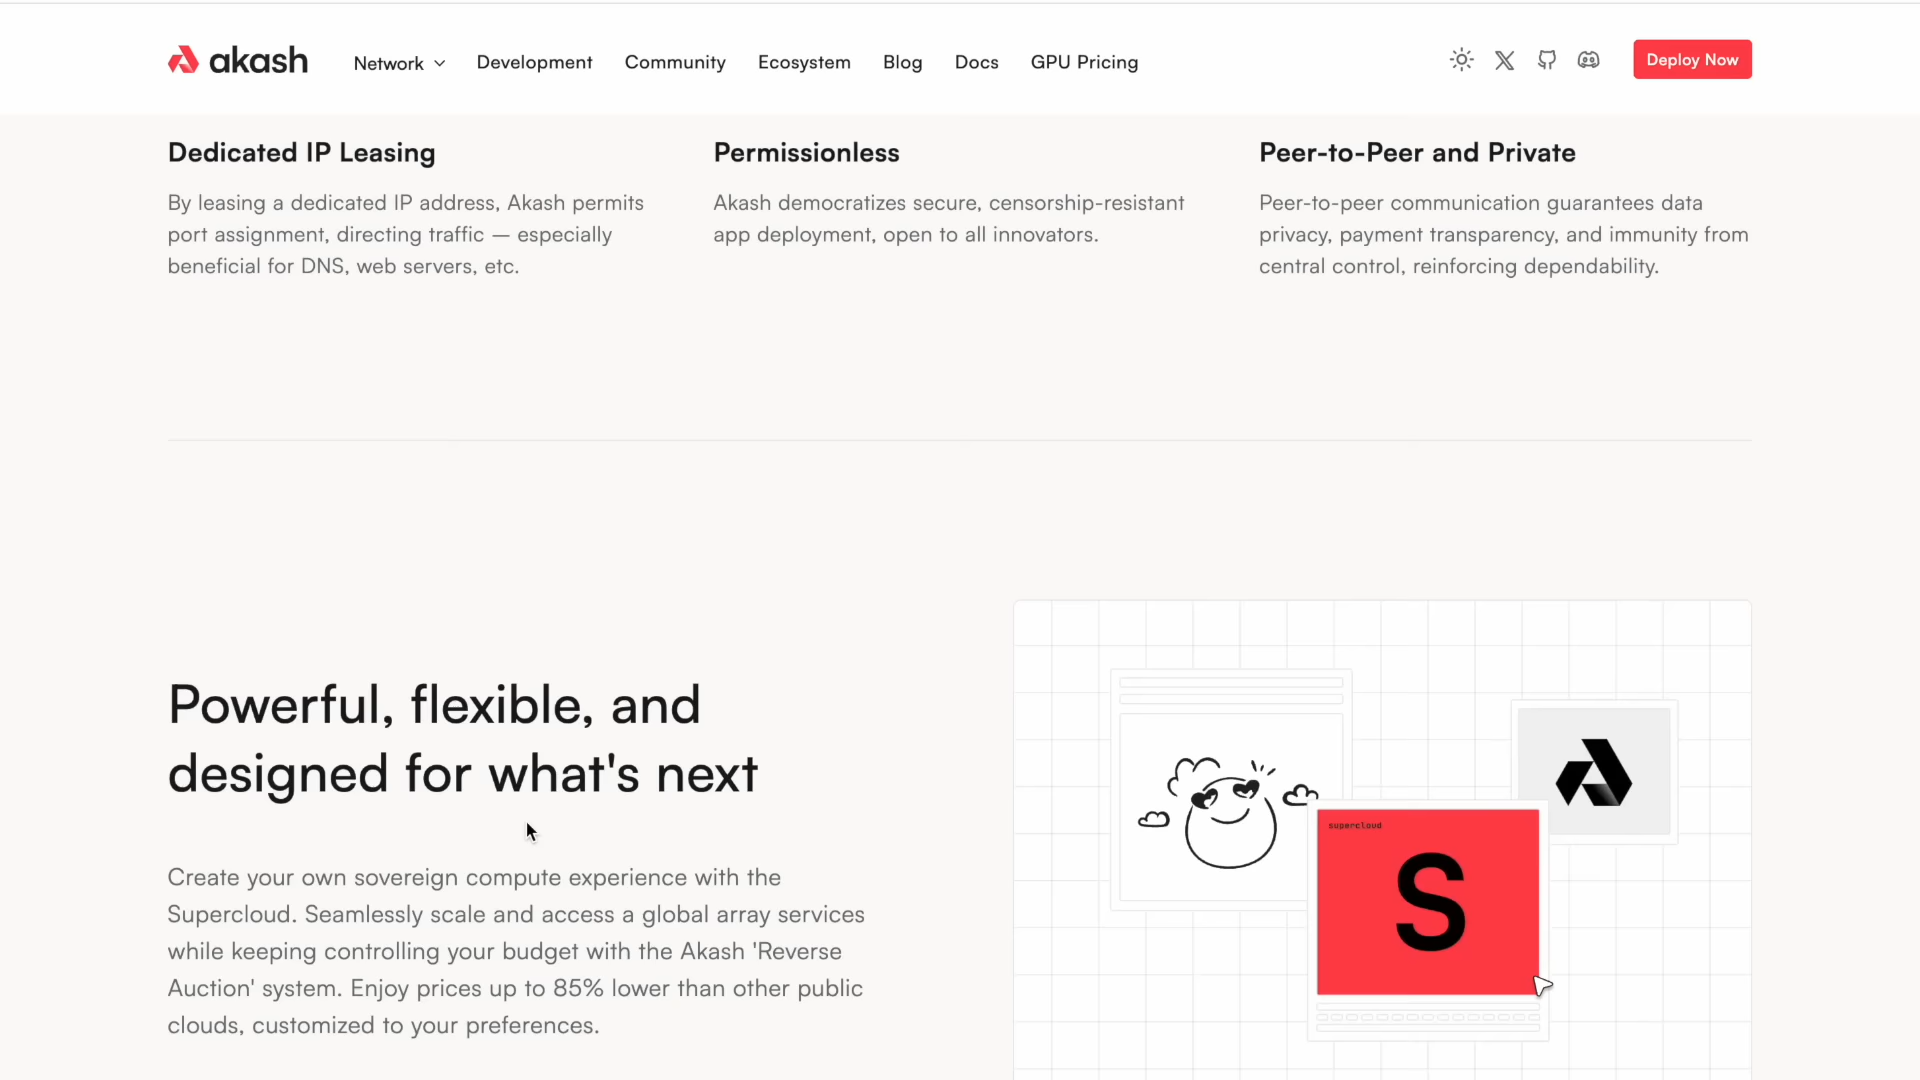 akash
Network
Development
Community
Ecosystem
Blog
Docs
GPU Pricing
Deploy Now
Dedicated IP Leasing
By leasing a dedicated IP address, Akash permits
port assignment, directing traffic — especially
beneficial for DNS, web servers, etc.
Permissionless
Akash democratizes secure, censorship-resistant
app deployment, open to all innovators.
Peer-to-Peer and Private
Peer-to-peer communication guarantees data
privacy, payment transparency, and immunity from
central control, reinforcing dependability.
Powerful, flexible, and
designed for what's next
Create your own sovereign compute experience with the
Supercloud. Seamlessly scale and access a global array services
while keeping controlling your budget with the Akash 'Reverse
Auction' system. Enjoy prices up to 85% lower than other public
clouds, customized to your preferences.
supercloud
S